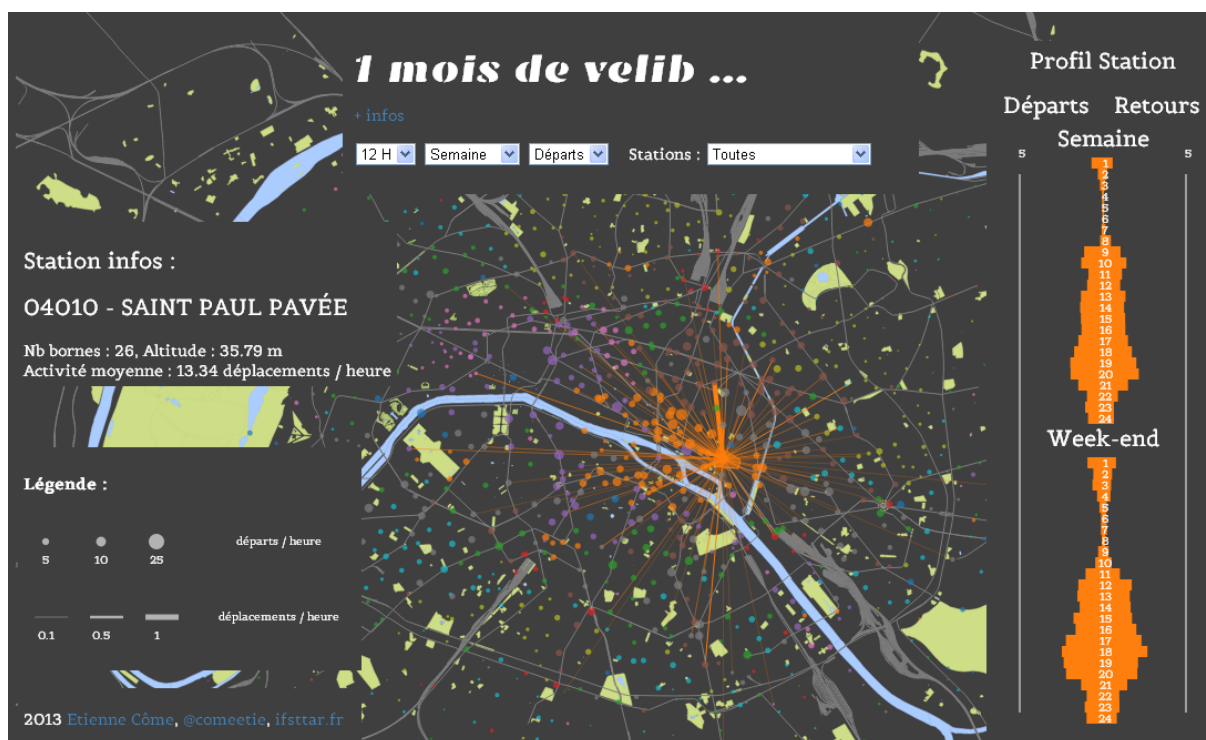 1 mois de velib ...
+ infos
12 H Semaine Départs Stations : Toutes
Station infos :
04010 - SAINT PAUL PAVÉE
Nb bornes : 26, Altitude : 35.79 m
Activité moyenne : 13.34 déplacements / heure
Légende :
départs / heure
5 10 25
déplacements / heure
0.1 0.5 1
2013 Etienne Côme, @comeetie, ifsttar.fr
Profil Station
Départs Retours
Semaine
5 5
1
2
3
4
5
6
7
8
9
10
11
12
13
14
15
16
17
18
19
20
21
22
23
24
Week-end
1
2
3
4
5
6
7
8
9
10
11
12
13
14
15
16
17
18
19
20
21
22
23
24